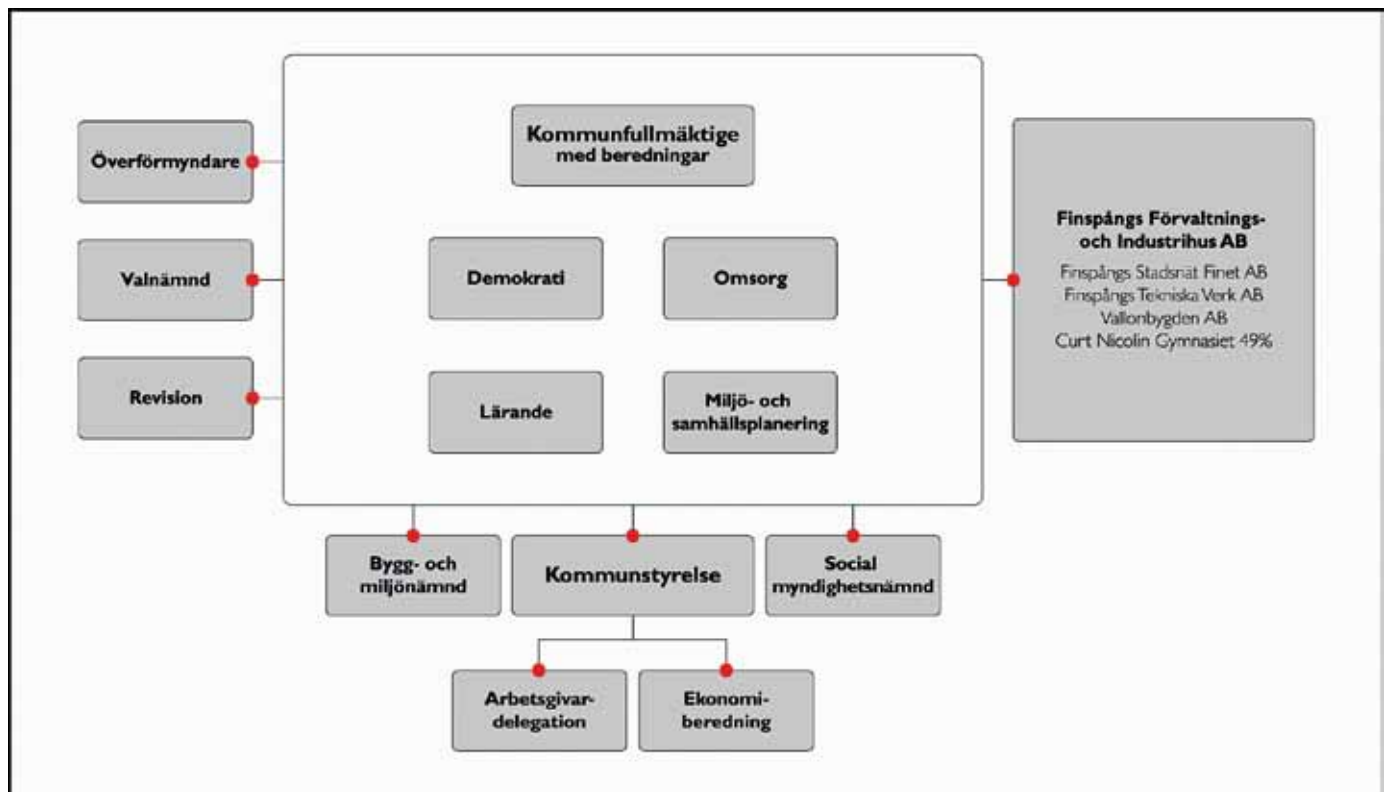 Kommunfullmäktige
med beredningar
Överförmyndare
Valnämnd
Revision
Demokrati
Omsorg
Lärande
Miljö- och
samhällsplanering
Finspångs Förvaltnings-
och Industrihus AB
Finspångs Stadsnät Finet AB
Finspångs Tekniska Verk AB
Vallonbygden AB
Curt Nicolin Gymnasiet 49%
Bygg- och
miljönämnd
Kommunstyrelse
Social
myndighetsnämnd
Arbetsgivar-
delegation
Ekonomi-
beredning